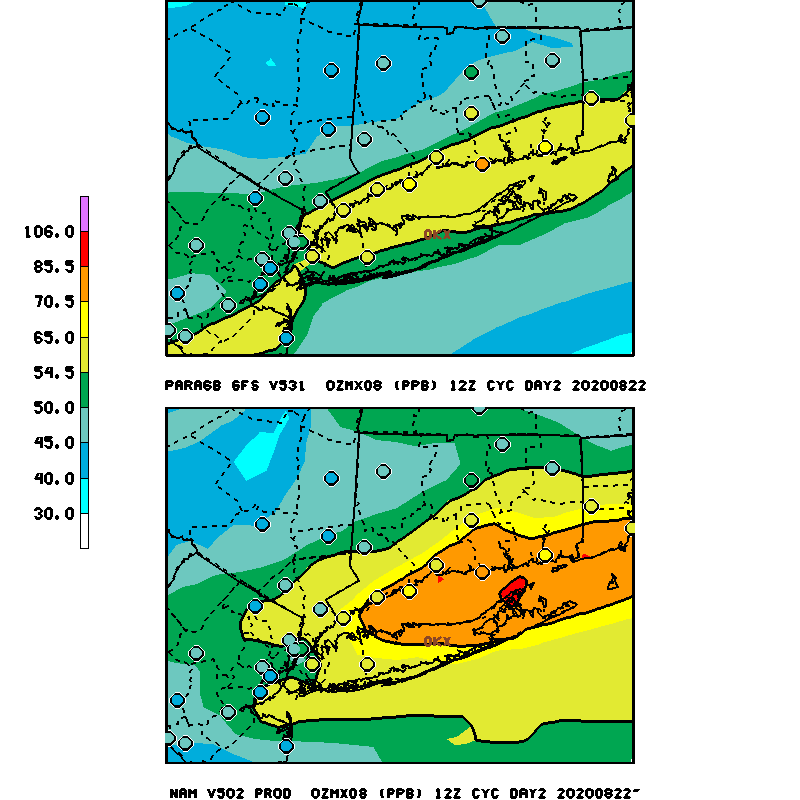 106.0
85.5
70.5
65.0
54.5
50.0
45.0
40.0
30.0
OKX
PARA6B GFS V531 OZMX08 (PPB) 12Z CYC DAY2 20200822
OKX
NAM V502 PROD OZMX08 (PPB) 12Z CYC DAY2 20200822~